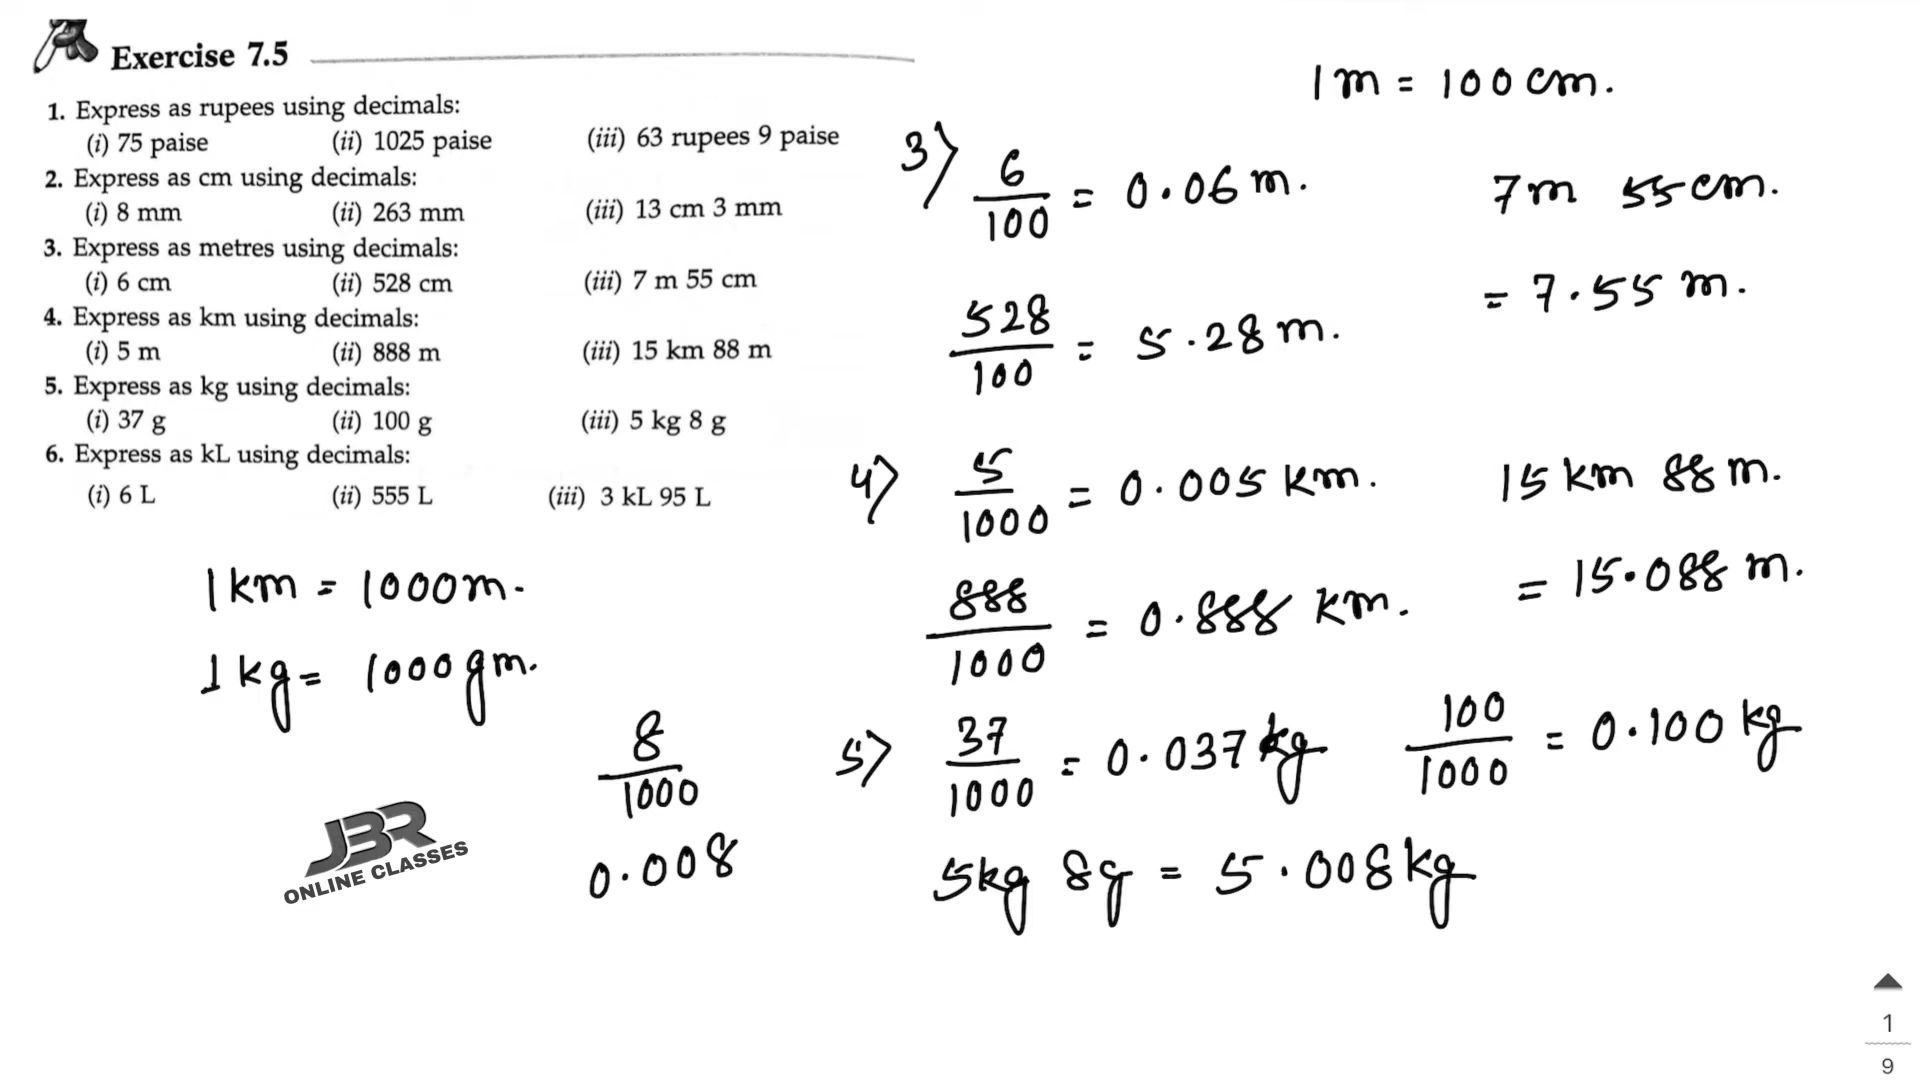 Exercise 7.5
1. Express as rupees using decimals:
(i) 75 paise (ii) 1025 paise (iii) 63 rupees 9 paise
2. Express as cm using decimals:
(i) 8 mm (ii) 263 mm (iii) 13 cm 3 mm
3. Express as metres using decimals:
(i) 6 cm (ii) 528 cm (iii) 7 m 55 cm
4. Express as km using decimals:
(i) 5 m (ii) 888 m (iii) 15 km 88 m
5. Express as kg using decimals:
(i) 37 g (ii) 100 g (iii) 5 kg 8 g
6. Express as kL using decimals:
(i) 6 L (ii) 555 L (iii) 3 kL 95 L
1 km = 1000 m.
1 kg = 1000 gm.
8/1000
0.008
JBR
ONLINE CLASSES
1 m = 100 cm.
3) 6/100 = 0.06 m.
528/100 = 5.28 m.
7 m 55 cm.
= 7.55 m.
4) 5/1000 = 0.005 km.
888/1000 = 0.888 km.
15 km 88 m.
= 15.088 m.
5) 37/1000 = 0.037 kg
100/1000 = 0.100 kg
5kg 8g = 5.008 kg
1
9